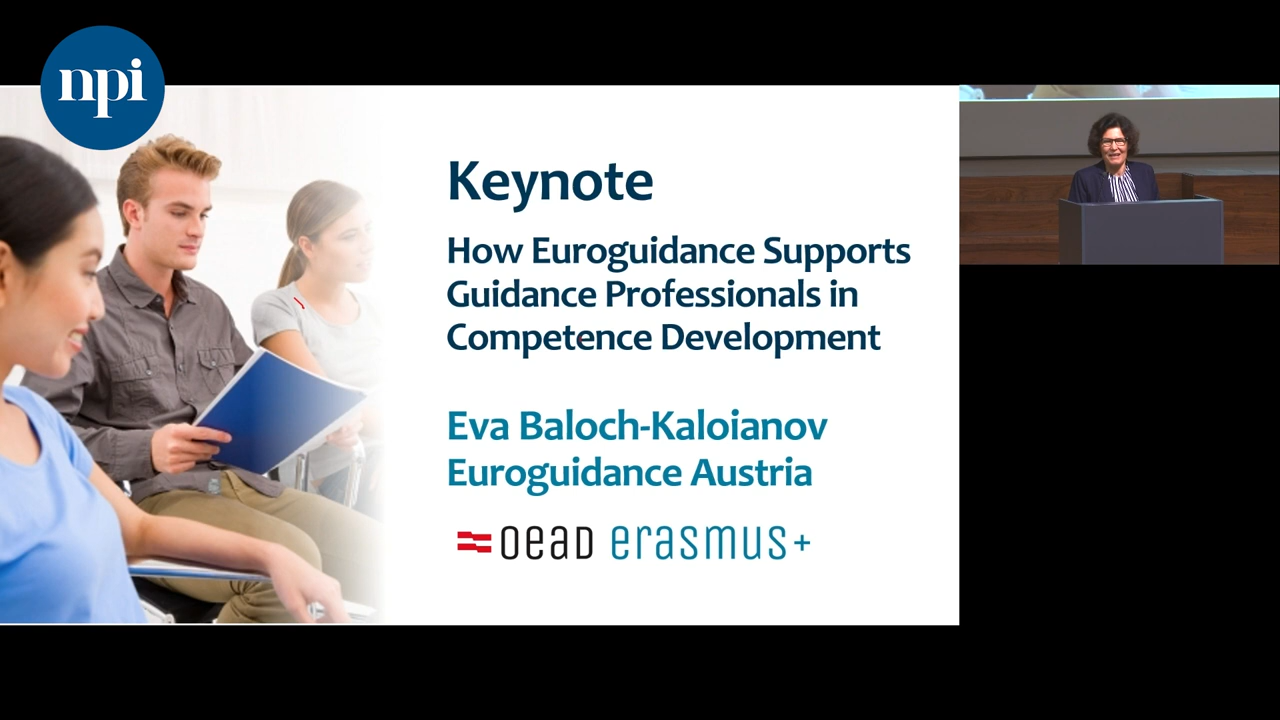 npi
Keynote
How Euroguidance Supports
Guidance Professionals in
Competence Development
Eva Baloch-Kaloianov
Euroguidance Austria
oead erasmus+